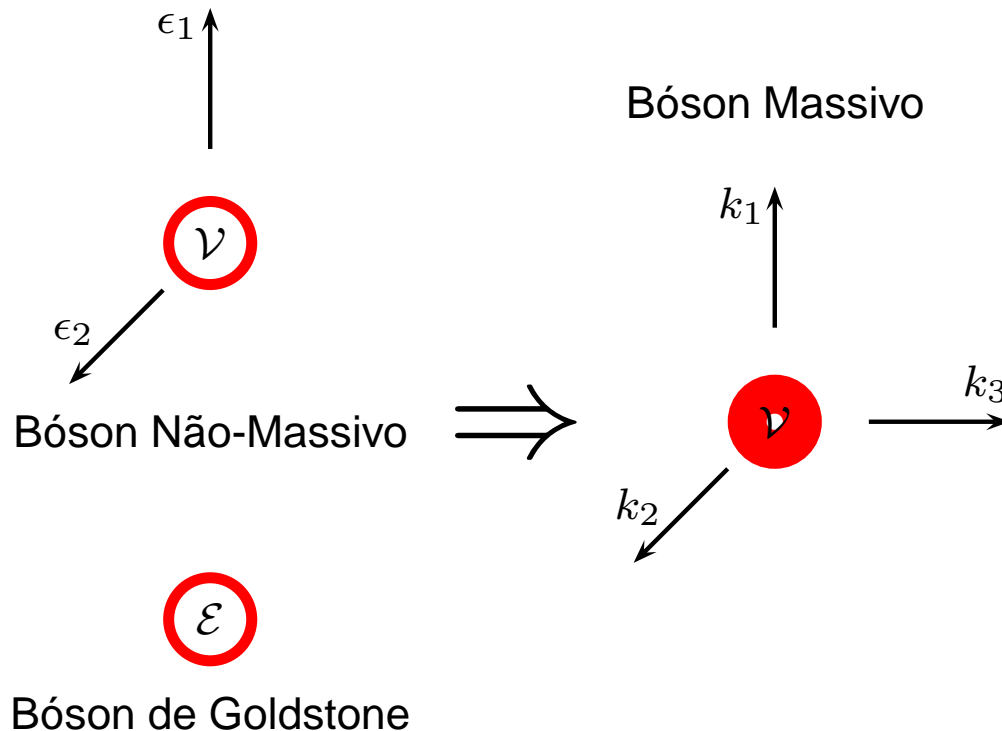 ϵ₁
𝒱
ϵ₂
Bóson Não-Massivo
ℰ
Bóson de Goldstone
⇒
Bóson Massivo
k₁
𝒱
k₃
k₂